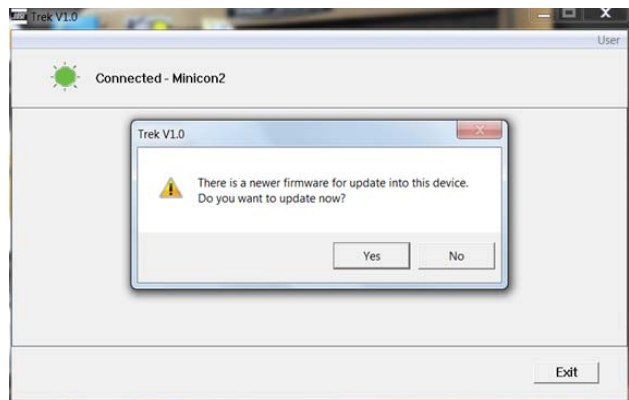 Trek V1.0
User
Connected - Minicon2
Trek V1.0
There is a newer firmware for update into this device.
Do you want to update now?
Yes
No
Exit